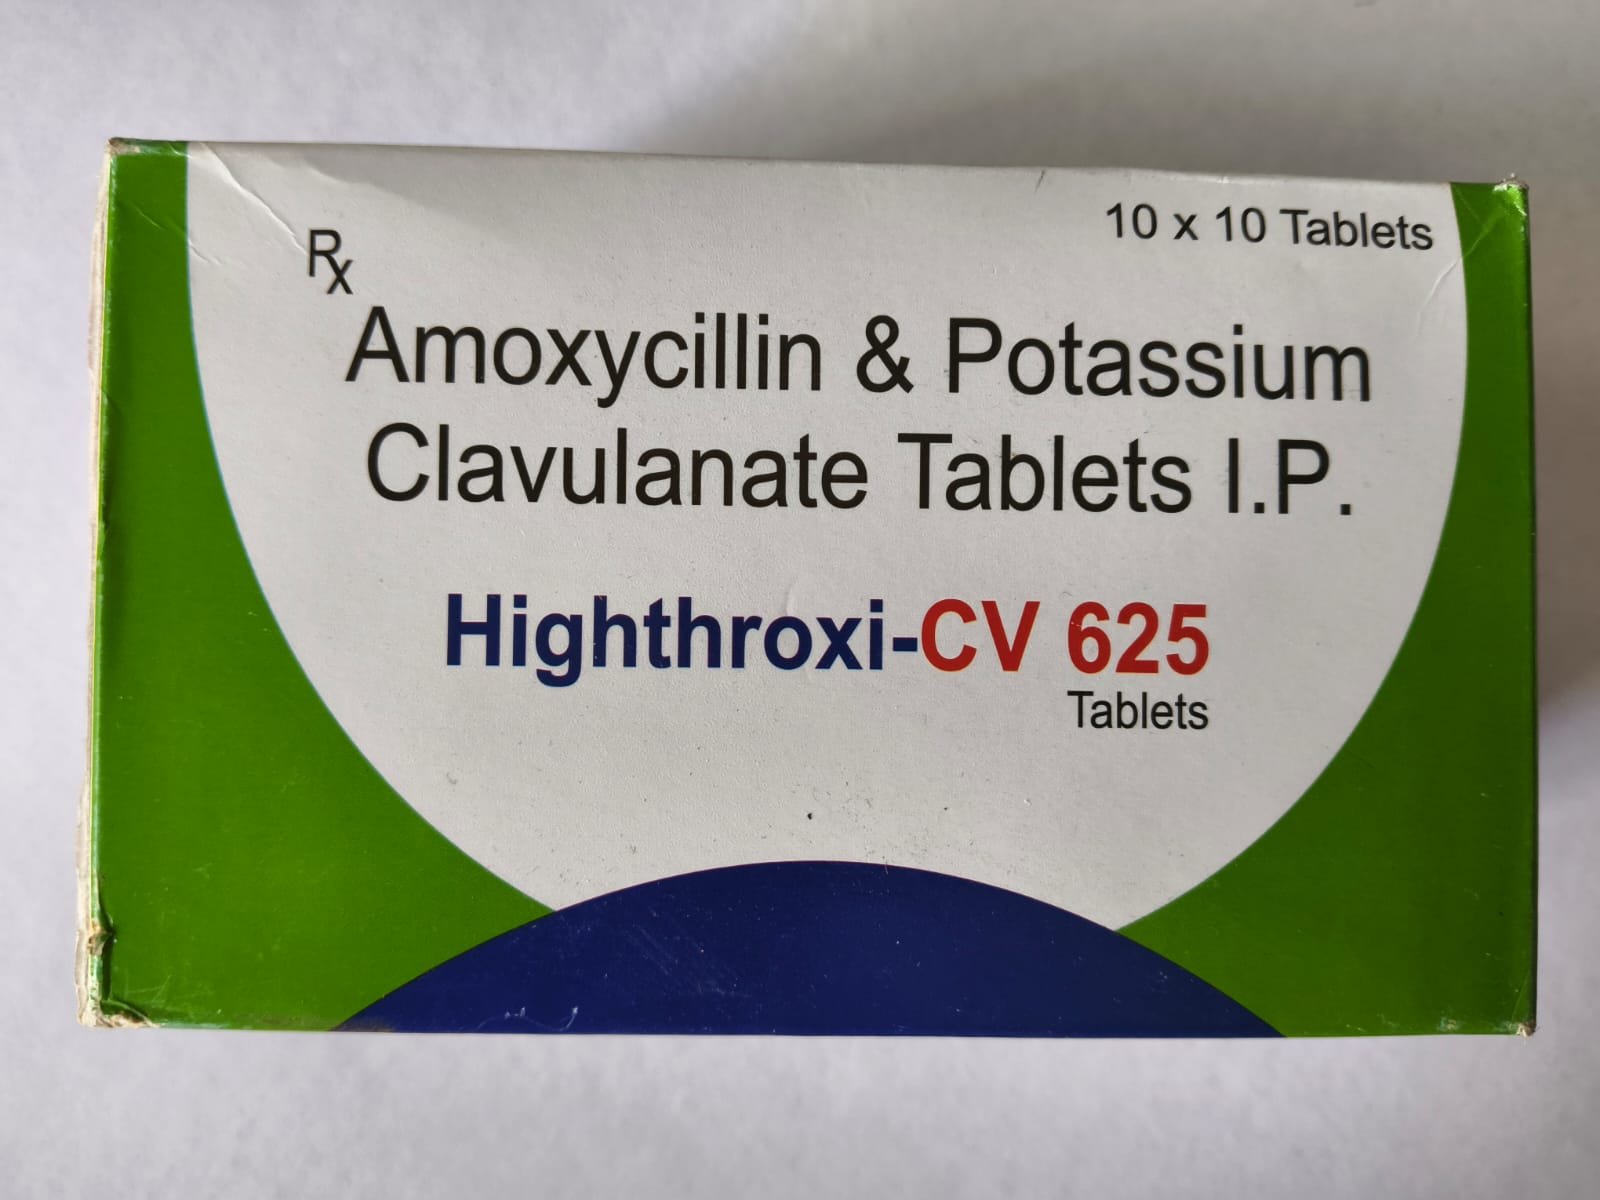 10 x 10 Tablets
Rx
Amoxycillin & Potassium
Clavulanate Tablets I.P.
Highthroxi-CV 625
Tablets